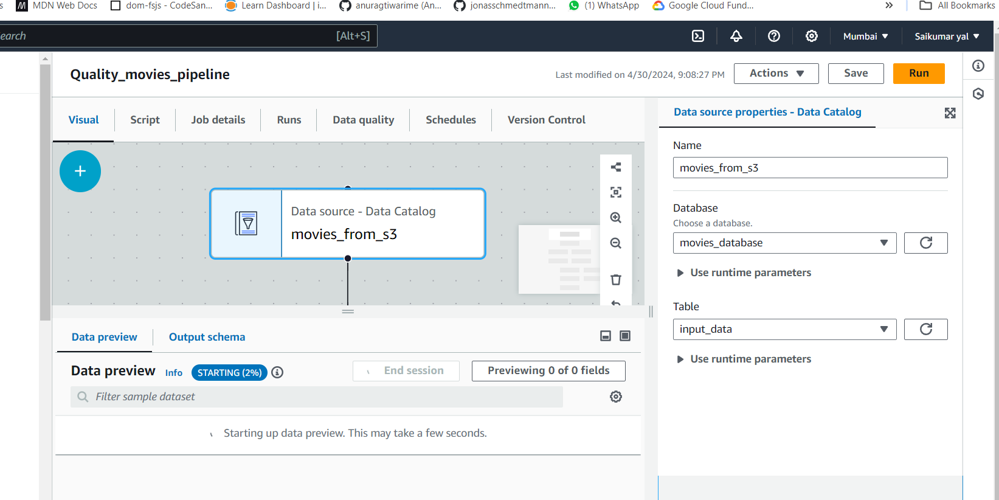 s MDN Web Docs dom-fsjs - CodeSan... Learn Dashboard | i... anuragtiwarime (An... jonasschmedtmann... (1) WhatsApp Google Cloud Fund... » All Bookmarks
earch [Alt+S] Mumbai ▼ Saikumar yal ▼
Quality_movies_pipeline Last modified on 4/30/2024, 9:08:27 PM Actions ▼ Save Run
Visual Script Job details Runs Data quality Schedules Version Control
Data source properties - Data Catalog
Name
movies_from_s3
Database
Choose a database.
movies_database
Use runtime parameters
Table
input_data
Use runtime parameters
Data source - Data Catalog
movies_from_s3
Data preview Output schema
Data preview Info STARTING (2%) End session Previewing 0 of 0 fields
Filter sample dataset
Starting up data preview. This may take a few seconds.